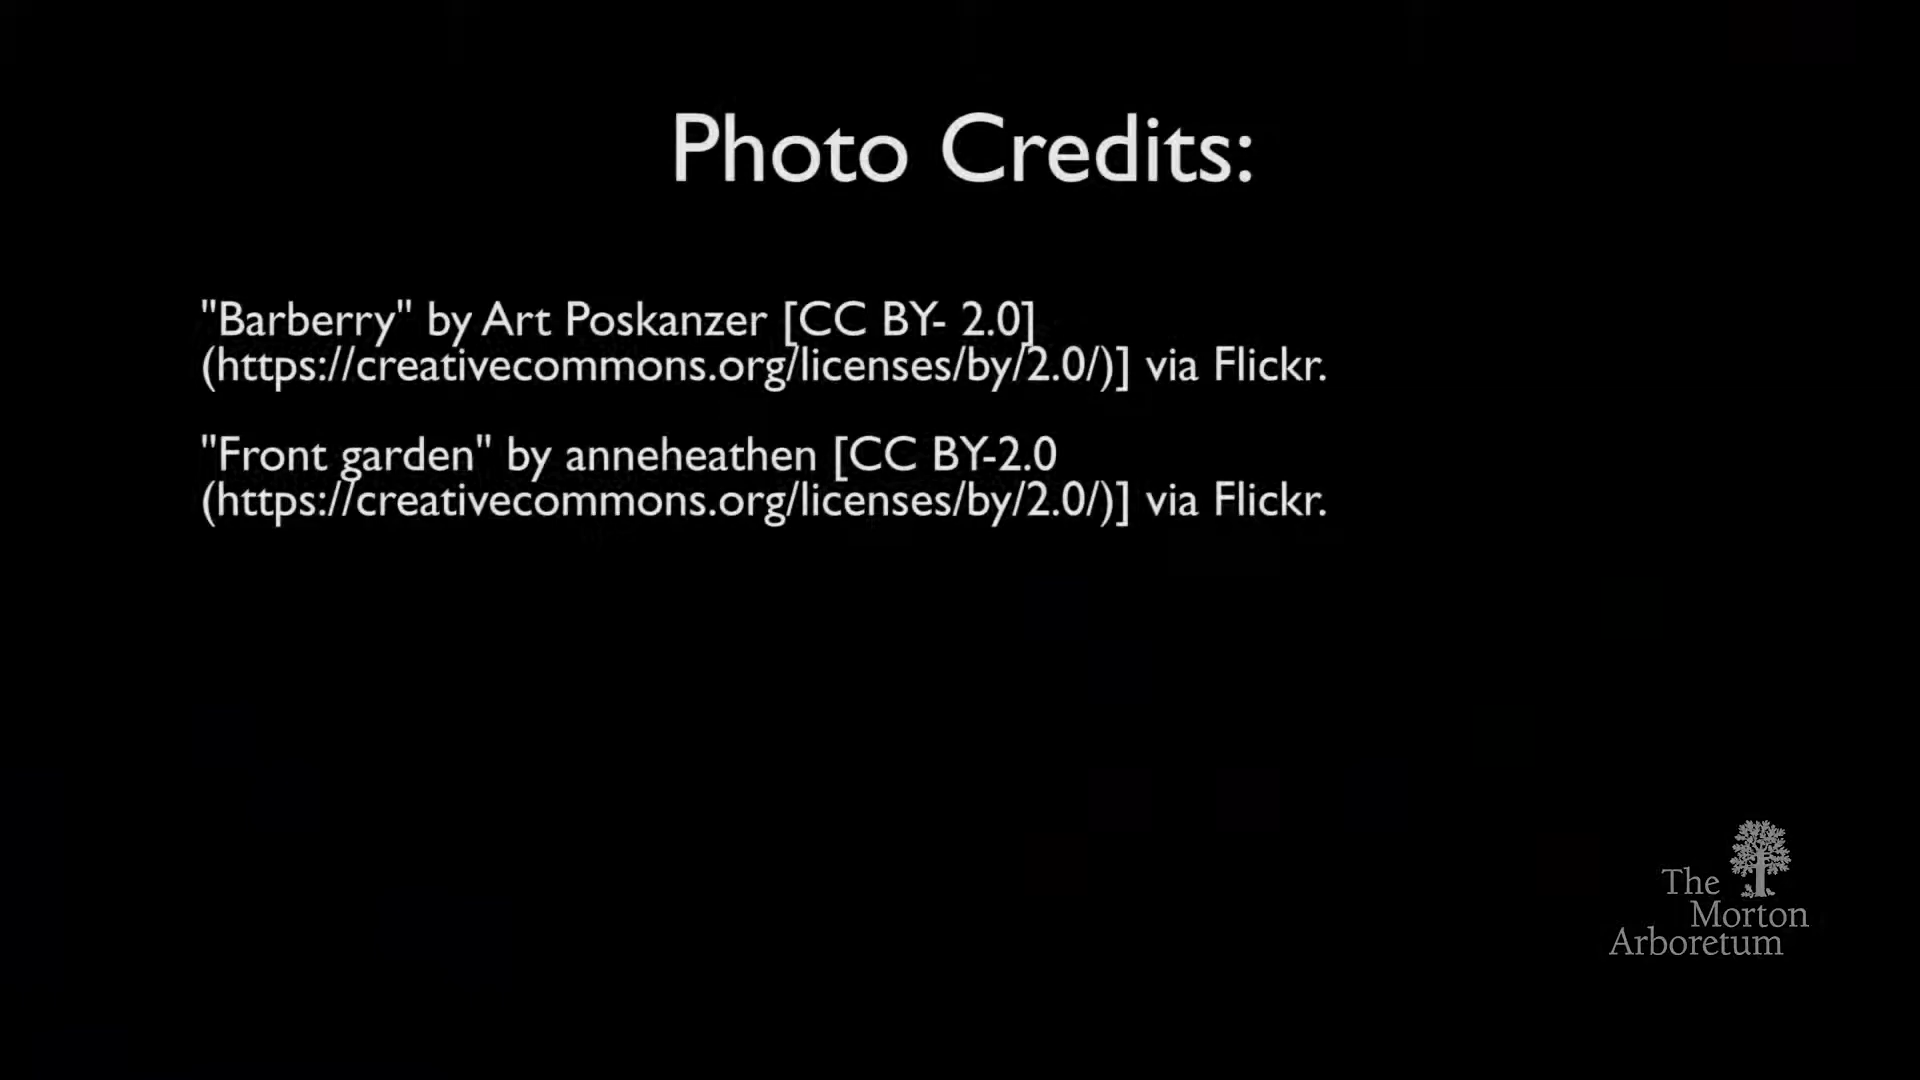 Photo Credits:
"Barberry" by Art Poskanzer [CC BY- 2.0]
(https://creativecommons.org/licenses/by/2.0/)] via Flickr.
"Front garden" by anneheathen [CC BY-2.0
(https://creativecommons.org/licenses/by/2.0/)] via Flickr.
The
Morton
Arboretum